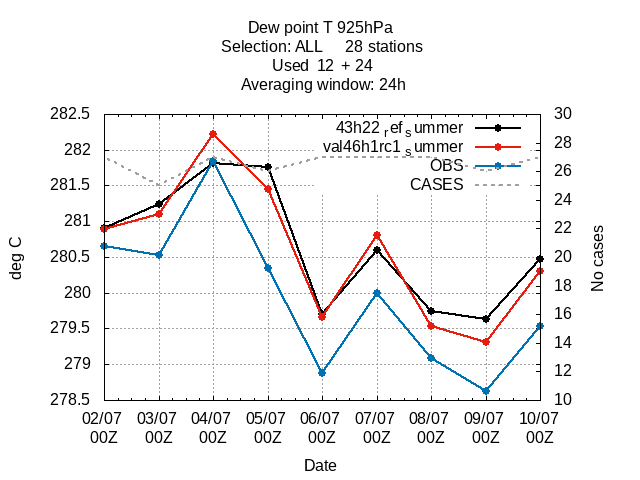 Dew point T 925hPa
Selection: ALL     28 stations
Used  12  + 24
Averaging window: 24h
282.5
282
281.5
281
280.5
280
279.5
279
278.5
30
28
26
24
22
20
18
16
14
12
10
43h22 refsummer
val46h1rc1 summer
OBS
CASES
deg C
No cases
02/07 03/07 04/07 05/07 06/07 07/07 08/07 09/07 10/07
00Z 00Z 00Z 00Z 00Z 00Z 00Z 00Z 00Z
Date